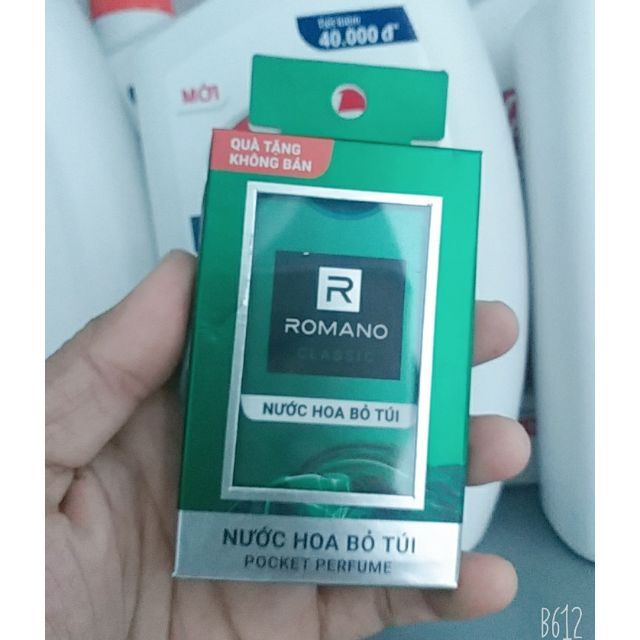 Tiết kiệm
40.000 đ*
MỚI
QUÀ TẶNG
KHÔNG BÁN
R
ROMANO
CLASSIC
NƯỚC HOA BỎ TÚI
NƯỚC HOA BỎ TÚI
POCKET PERFUME
B612